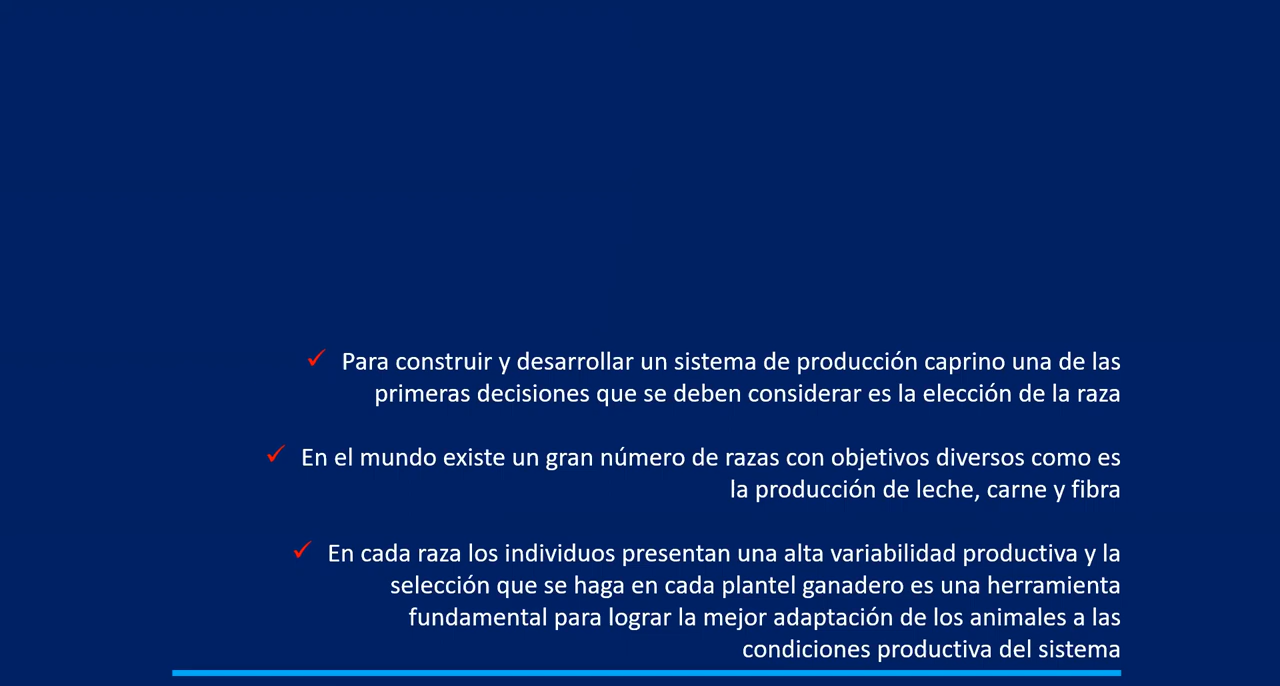 ✓ Para construir y desarrollar un sistema de producción caprino una de las
primeras decisiones que se deben considerar es la elección de la raza
✓ En el mundo existe un gran número de razas con objetivos diversos como es
la producción de leche, carne y fibra
✓ En cada raza los individuos presentan una alta variabilidad productiva y la
selección que se haga en cada plantel ganadero es una herramienta
fundamental para lograr la mejor adaptación de los animales a las
condiciones productiva del sistema